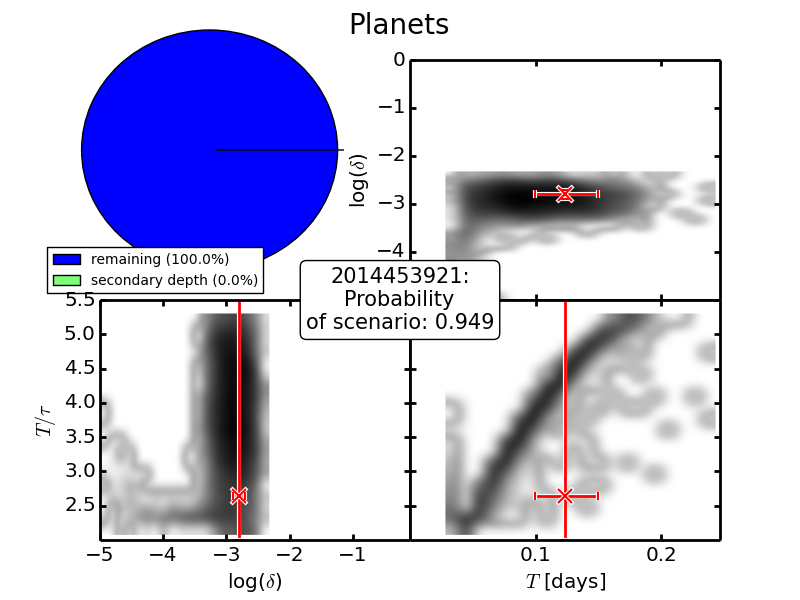 Planets
remaining (100.0%)
secondary depth (0.0%)
log(δ)
0
−1
−2
−3
−4
2014453921:
Probability
of scenario: 0.949
T/τ
5.5
5.0
4.5
4.0
3.5
3.0
2.5
−5 −4 −3 −2 −1
log(δ)
0.1 0.2
T [days]